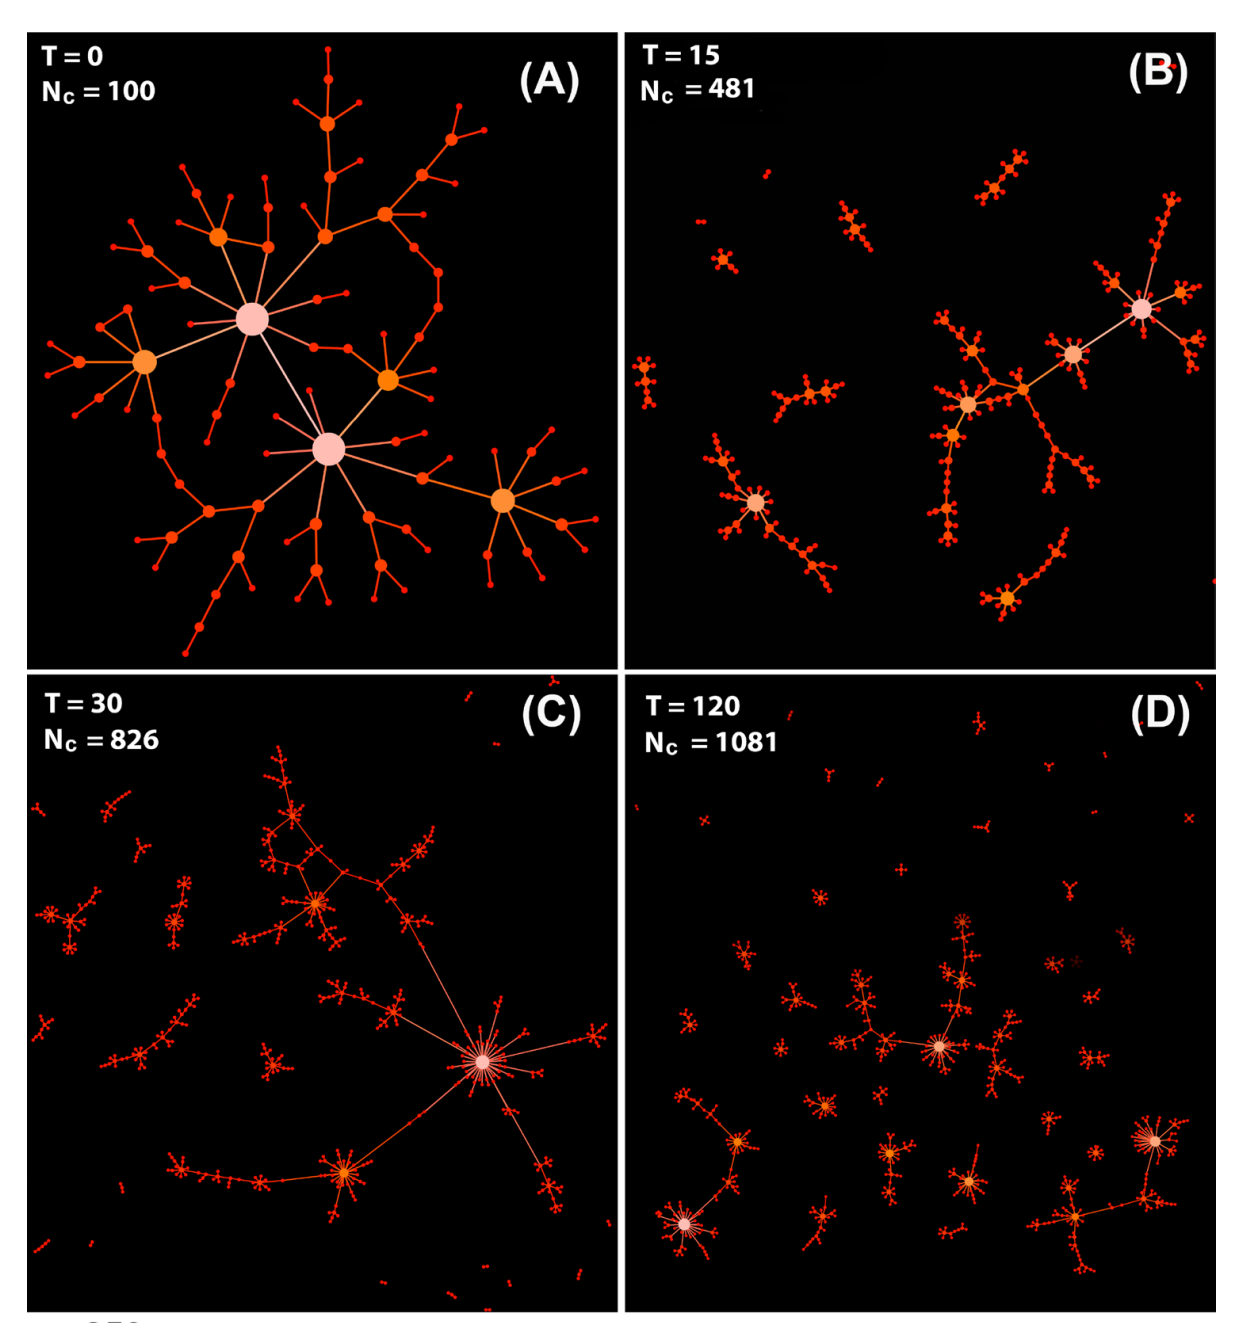 T = 0
N_c = 100
(A)
T = 15
N_c = 481
(B)
T = 30
N_c = 826
(C)
T = 120
N_c = 1081
(D)